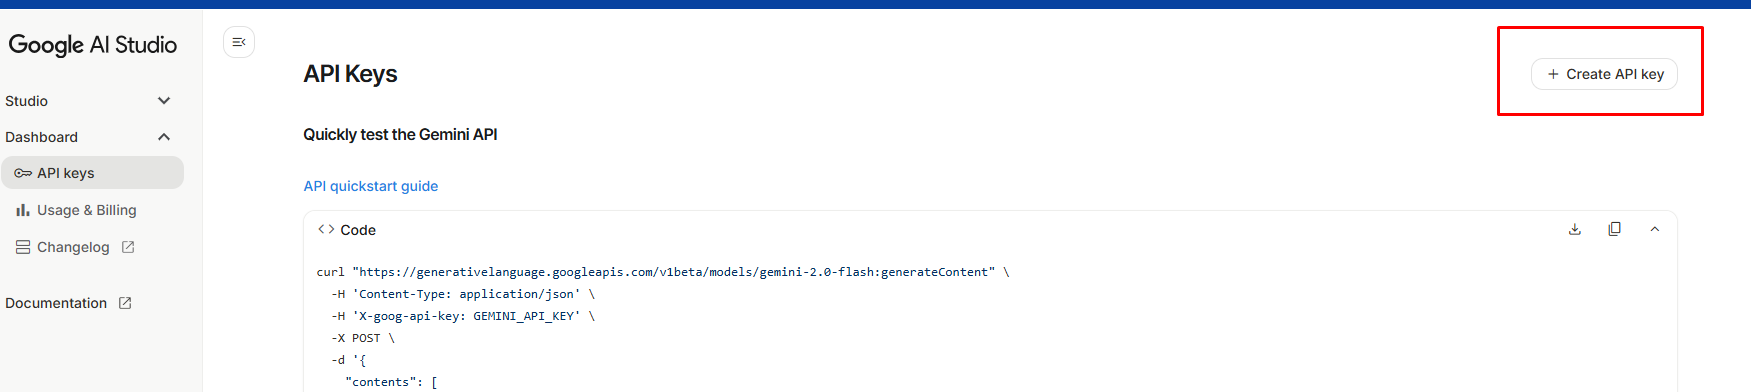 Google AI Studio
Studio
Dashboard
API keys
Usage & Billing
Changelog
Documentation
API Keys
+ Create API key
Quickly test the Gemini API
API quickstart guide
<> Code
curl "https://generativelanguage.googleapis.com/v1beta/models/gemini-2.0-flash:generateContent" \
  -H 'Content-Type: application/json' \
  -H 'X-goog-api-key: GEMINI_API_KEY' \
  -X POST \
  -d '{
    "contents": [